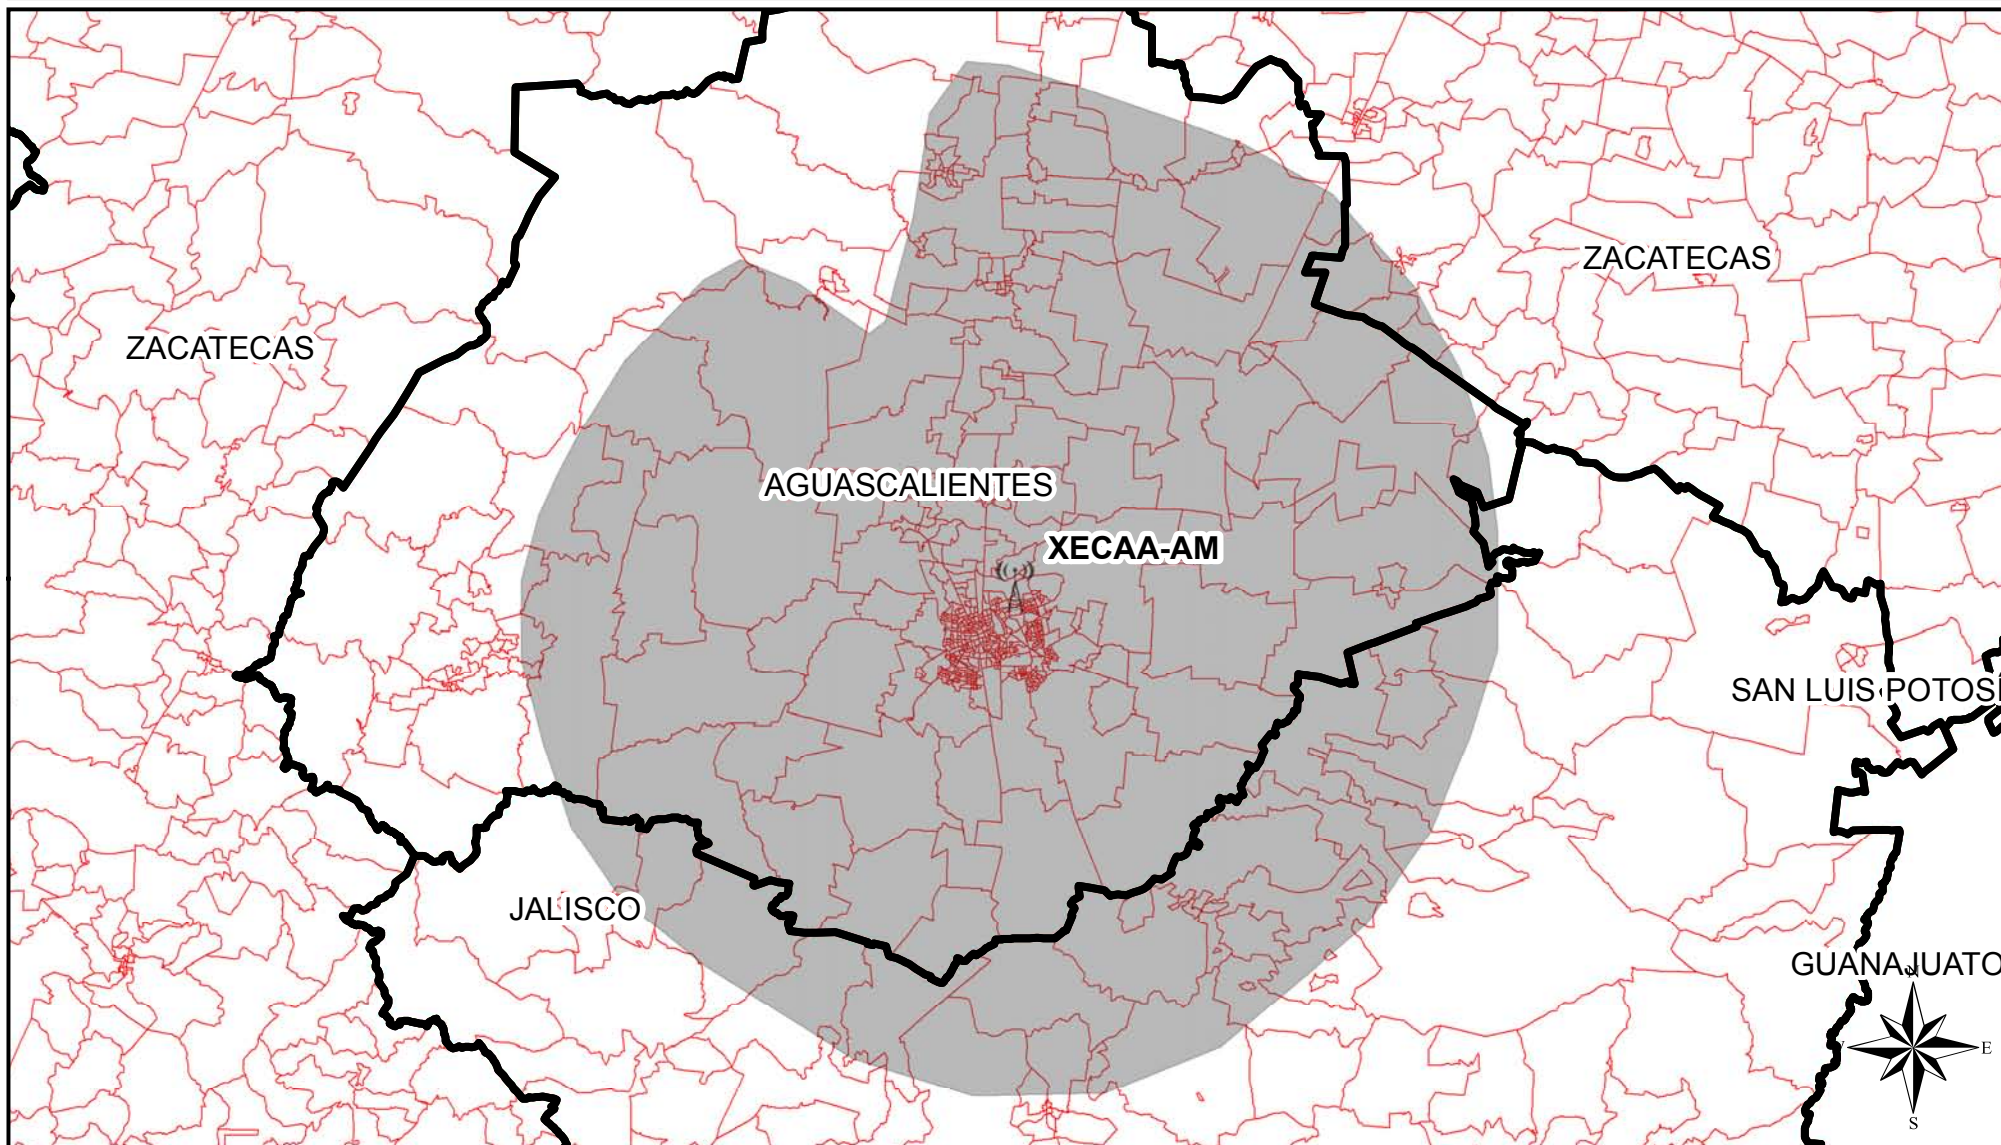 ZACATECAS
ZACATECAS
AGUASCALIENTES
XECAA-AM
SAN LUIS POTOSÍ
JALISCO
GUANAJUATO
N
E
S